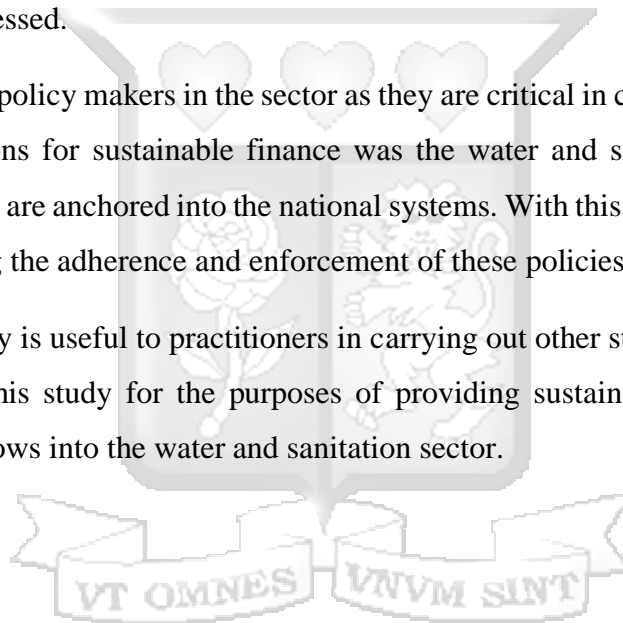 essed.
policy makers in the sector as they are critical in c
ons for sustainable finance was the water and s
are anchored into the national systems. With this
g the adherence and enforcement of these policies
y is useful to practitioners in carrying out other st
his study for the purposes of providing sustain
ows into the water and sanitation sector.
VT OMNES VNVM SINT